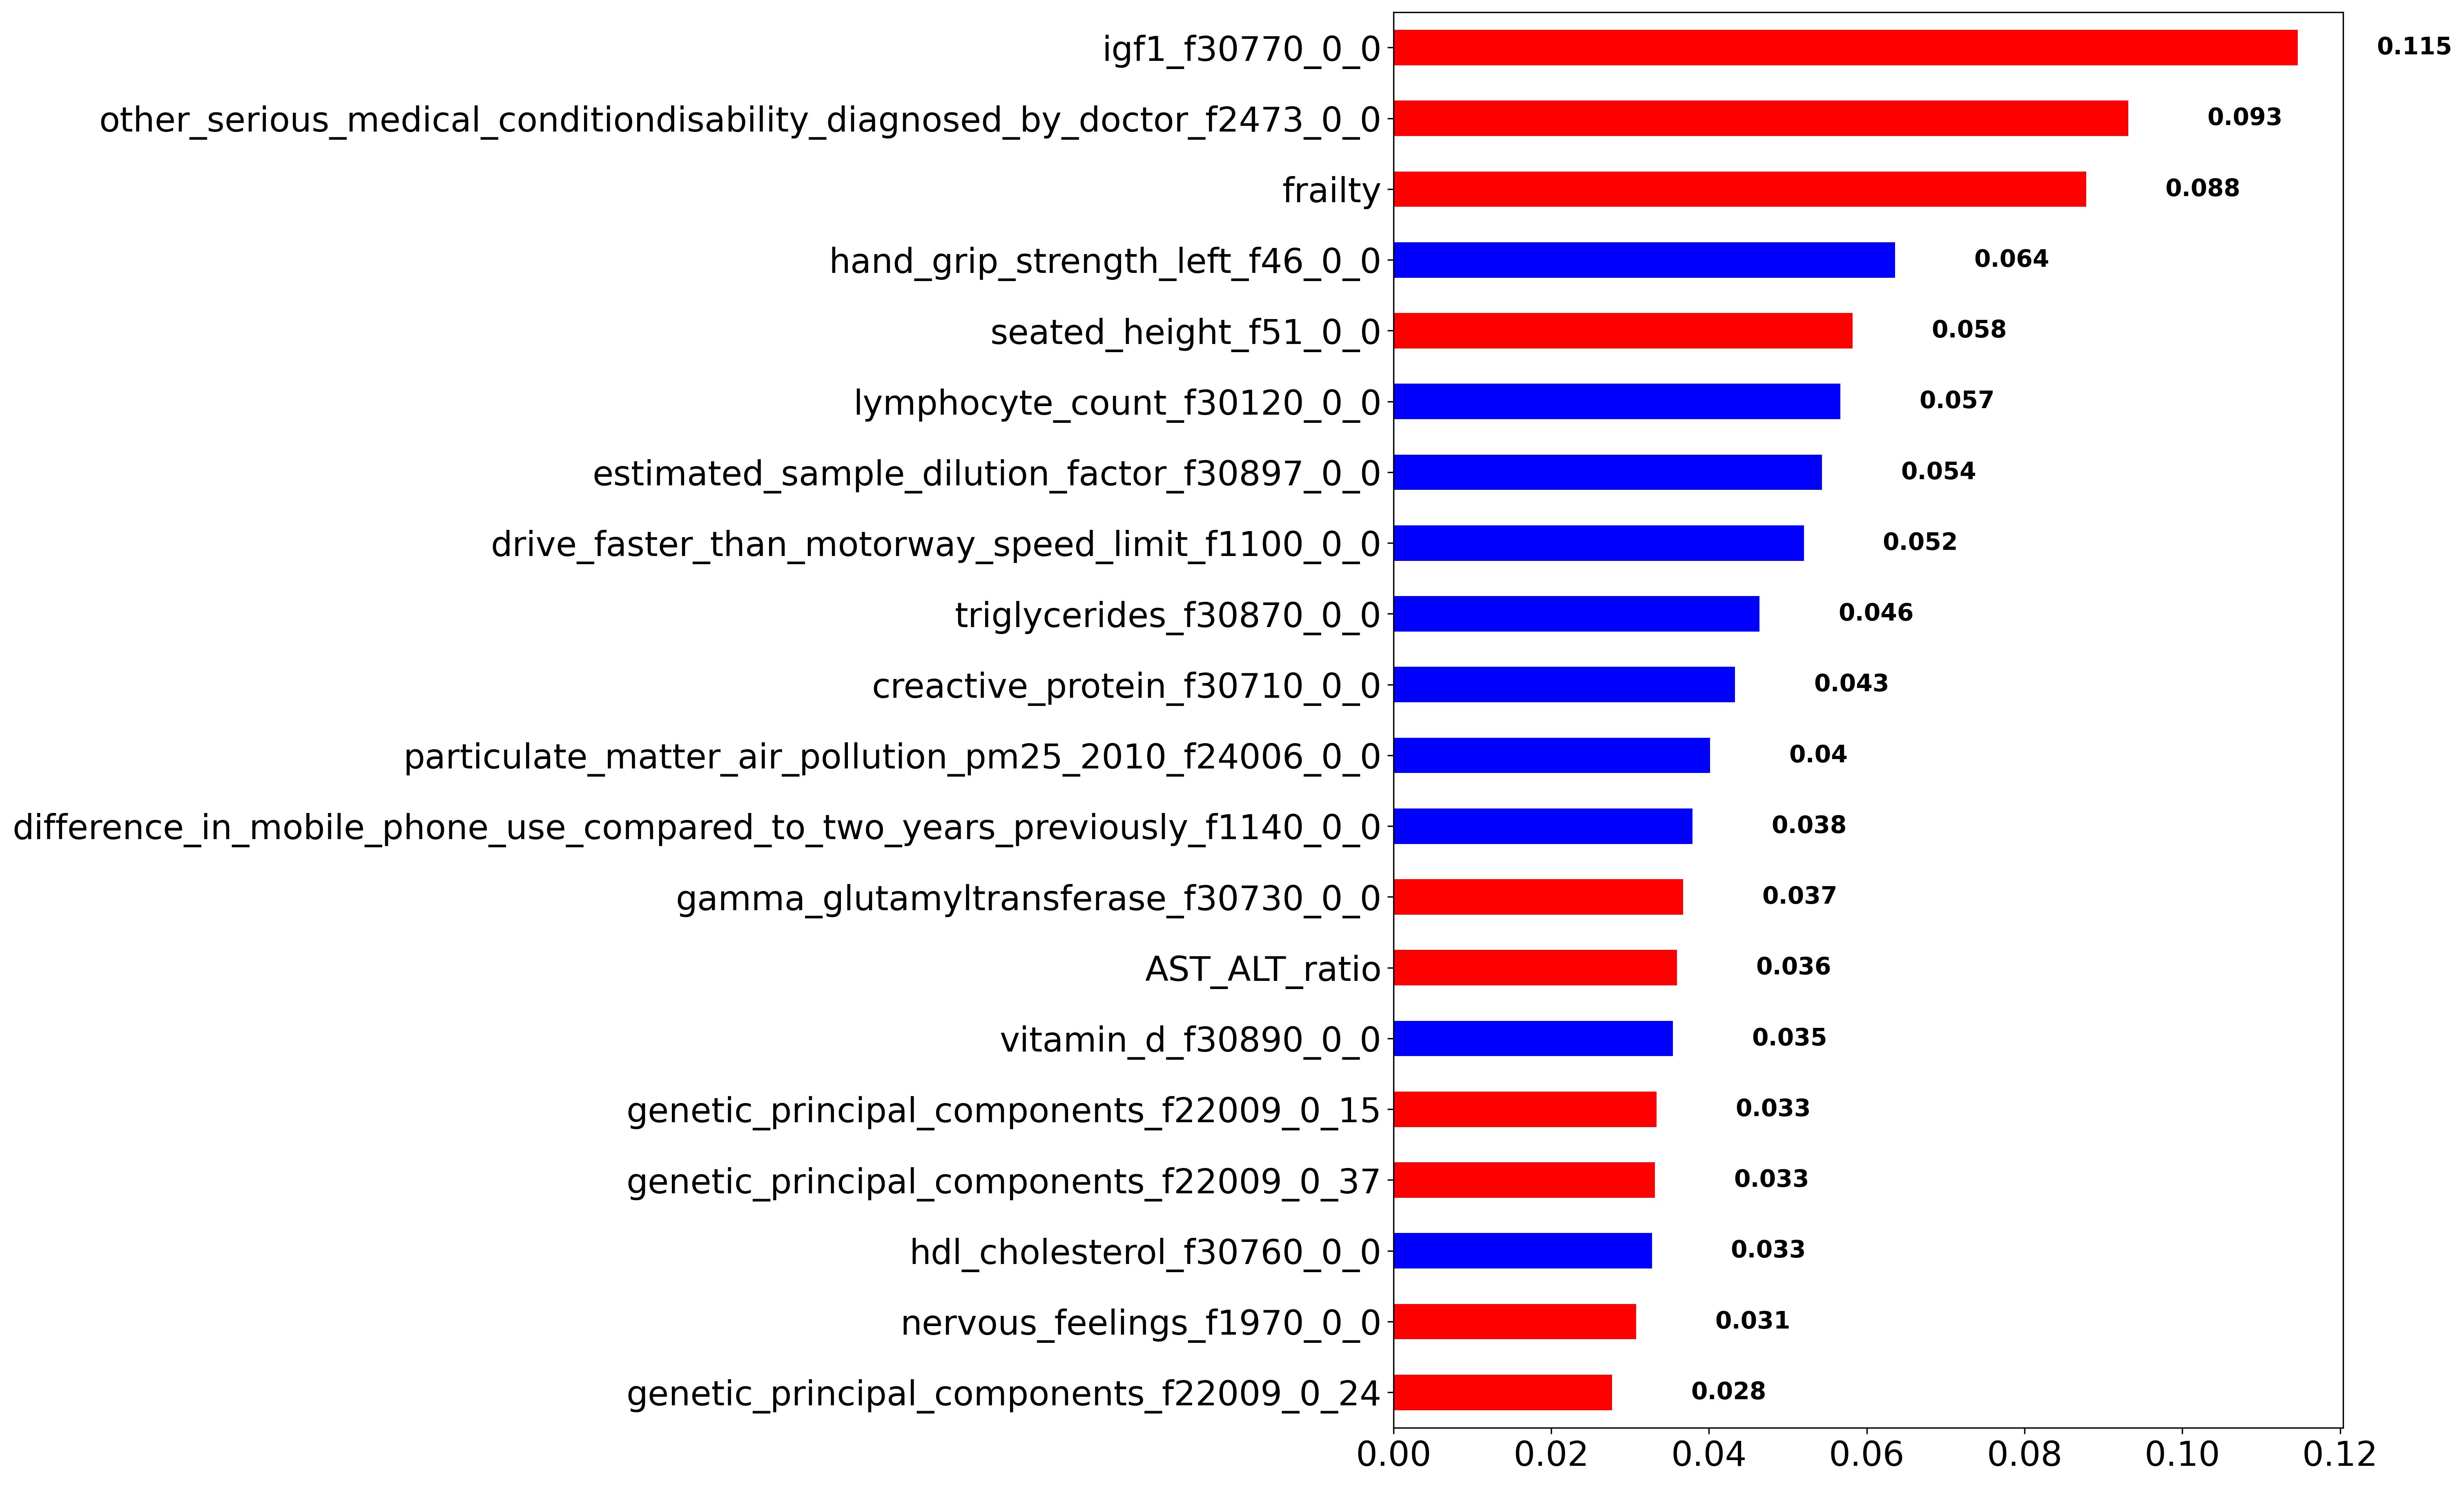 igf1_f30770_0_0 0.115
other_serious_medical_conditiondisability_diagnosed_by_doctor_f2473_0_0 0.093
frailty 0.088
hand_grip_strength_left_f46_0_0 0.064
seated_height_f51_0_0 0.058
lymphocyte_count_f30120_0_0 0.057
estimated_sample_dilution_factor_f30897_0_0 0.054
drive_faster_than_motorway_speed_limit_f1100_0_0 0.052
triglycerides_f30870_0_0 0.046
creactive_protein_f30710_0_0 0.043
particulate_matter_air_pollution_pm25_2010_f24006_0_0 0.04
difference_in_mobile_phone_use_compared_to_two_years_previously_f1140_0_0 0.038
gamma_glutamyltransferase_f30730_0_0 0.037
AST_ALT_ratio 0.036
vitamin_d_f30890_0_0 0.035
genetic_principal_components_f22009_0_15 0.033
genetic_principal_components_f22009_0_37 0.033
hdl_cholesterol_f30760_0_0 0.033
nervous_feelings_f1970_0_0 0.031
genetic_principal_components_f22009_0_24 0.028
0.00 0.02 0.04 0.06 0.08 0.10 0.12